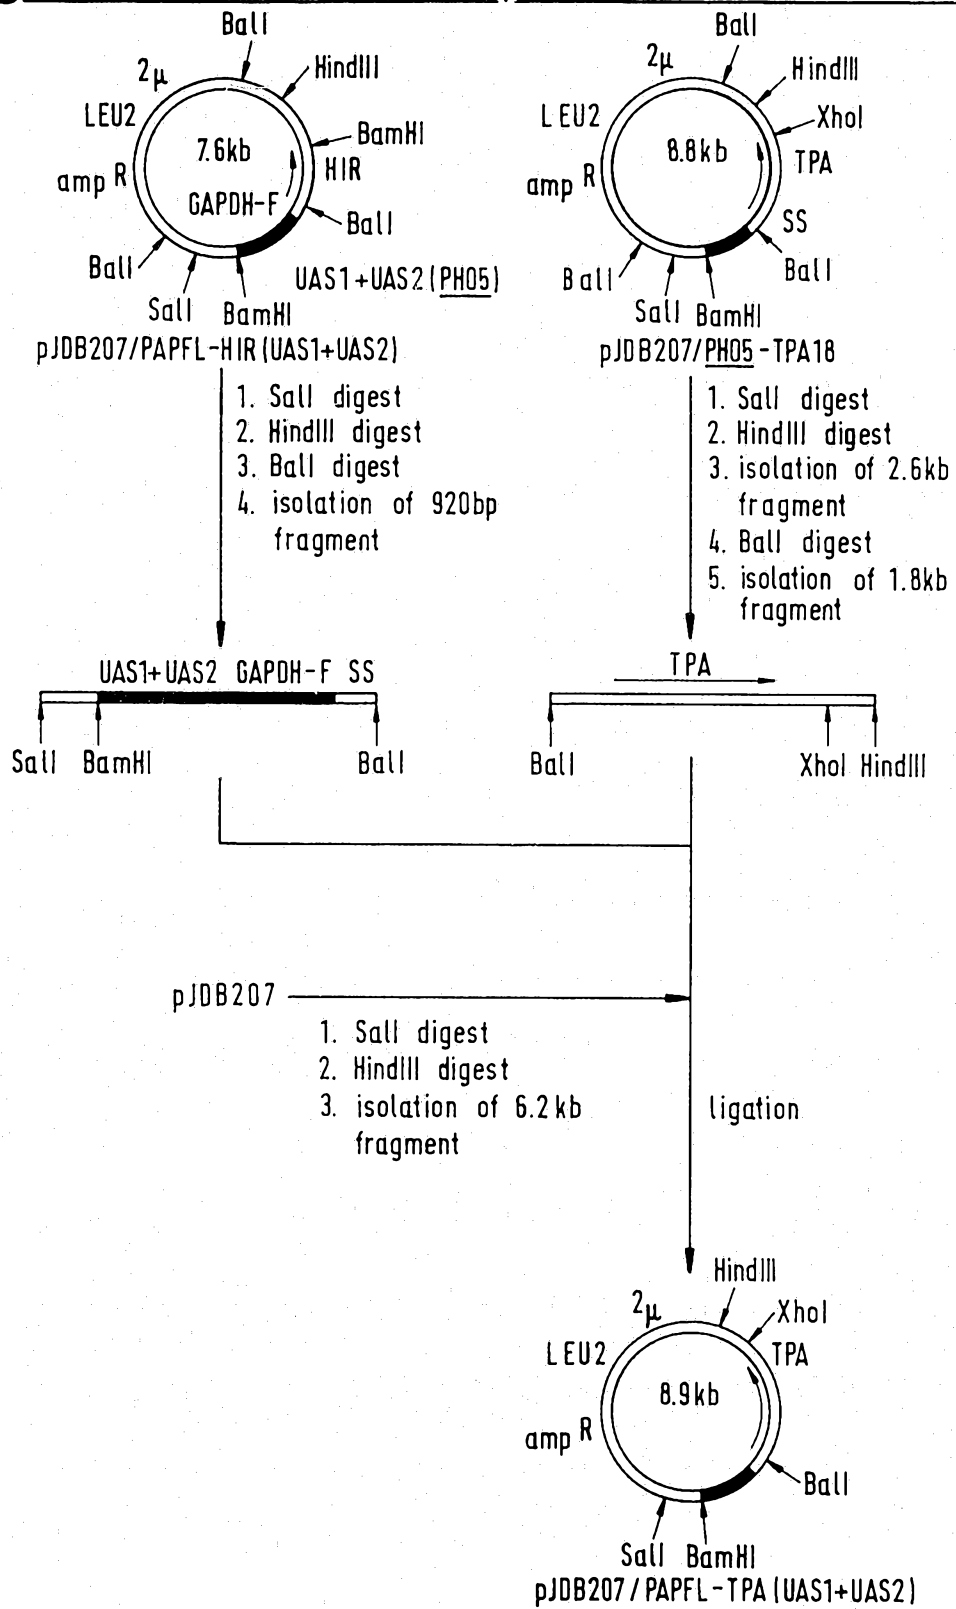 BalI
2µ
HindIII
LEU2
BamHI
7.6kb
HIR
amp R
GAPDH-F
BalI
BalI
UAS1+UAS2(PHO5)
SalI
BamHI
pJDB207/PAPFL-HIR(UAS1+UAS2)
1. SalI digest
2. HindIII digest
3. BalI digest
4. isolation of 920bp
fragment
BalI
2µ
HindIII
LEU2
XhoI
8.8kb
TPA
amp R
SS
BalI
BalI
SalI
BamHI
pJDB207/PHO5-TPA18
1. SalI digest
2. HindIII digest
3. isolation of 2.6kb
fragment
4. BalI digest
5. isolation of 1.8kb
fragment
UAS1+UAS2 GAPDH-F SS
SalI BamHI BalI
TPA
BalI XhoI HindIII
pJDB207
1. SalI digest
2. HindIII digest
3. isolation of 6.2kb
fragment
ligation
HindIII
2µ
XhoI
LEU2
TPA
8.9kb
amp R
BalI
SalI BamHI
pJDB207/PAPFL-TPA(UAS1+UAS2)